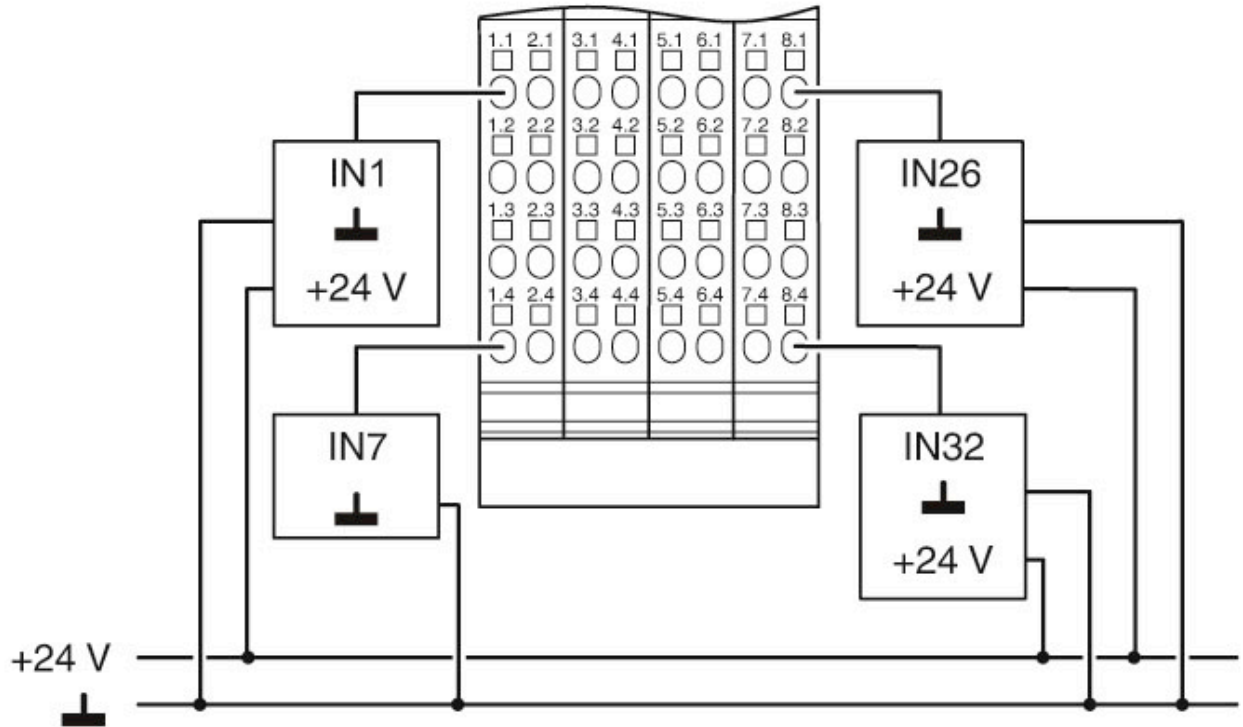 1.1 2.1 3.1 4.1 5.1 6.1 7.1 8.1
1.2 2.2 3.2 4.2 5.2 6.2 7.2 8.2
IN1
+24 V
IN26
+24 V
1.3 2.3 3.3 4.3 5.3 6.3 7.3 8.3
1.4 2.4 3.4 4.4 5.4 6.4 7.4 8.4
IN7
IN32
+24 V
+24 V